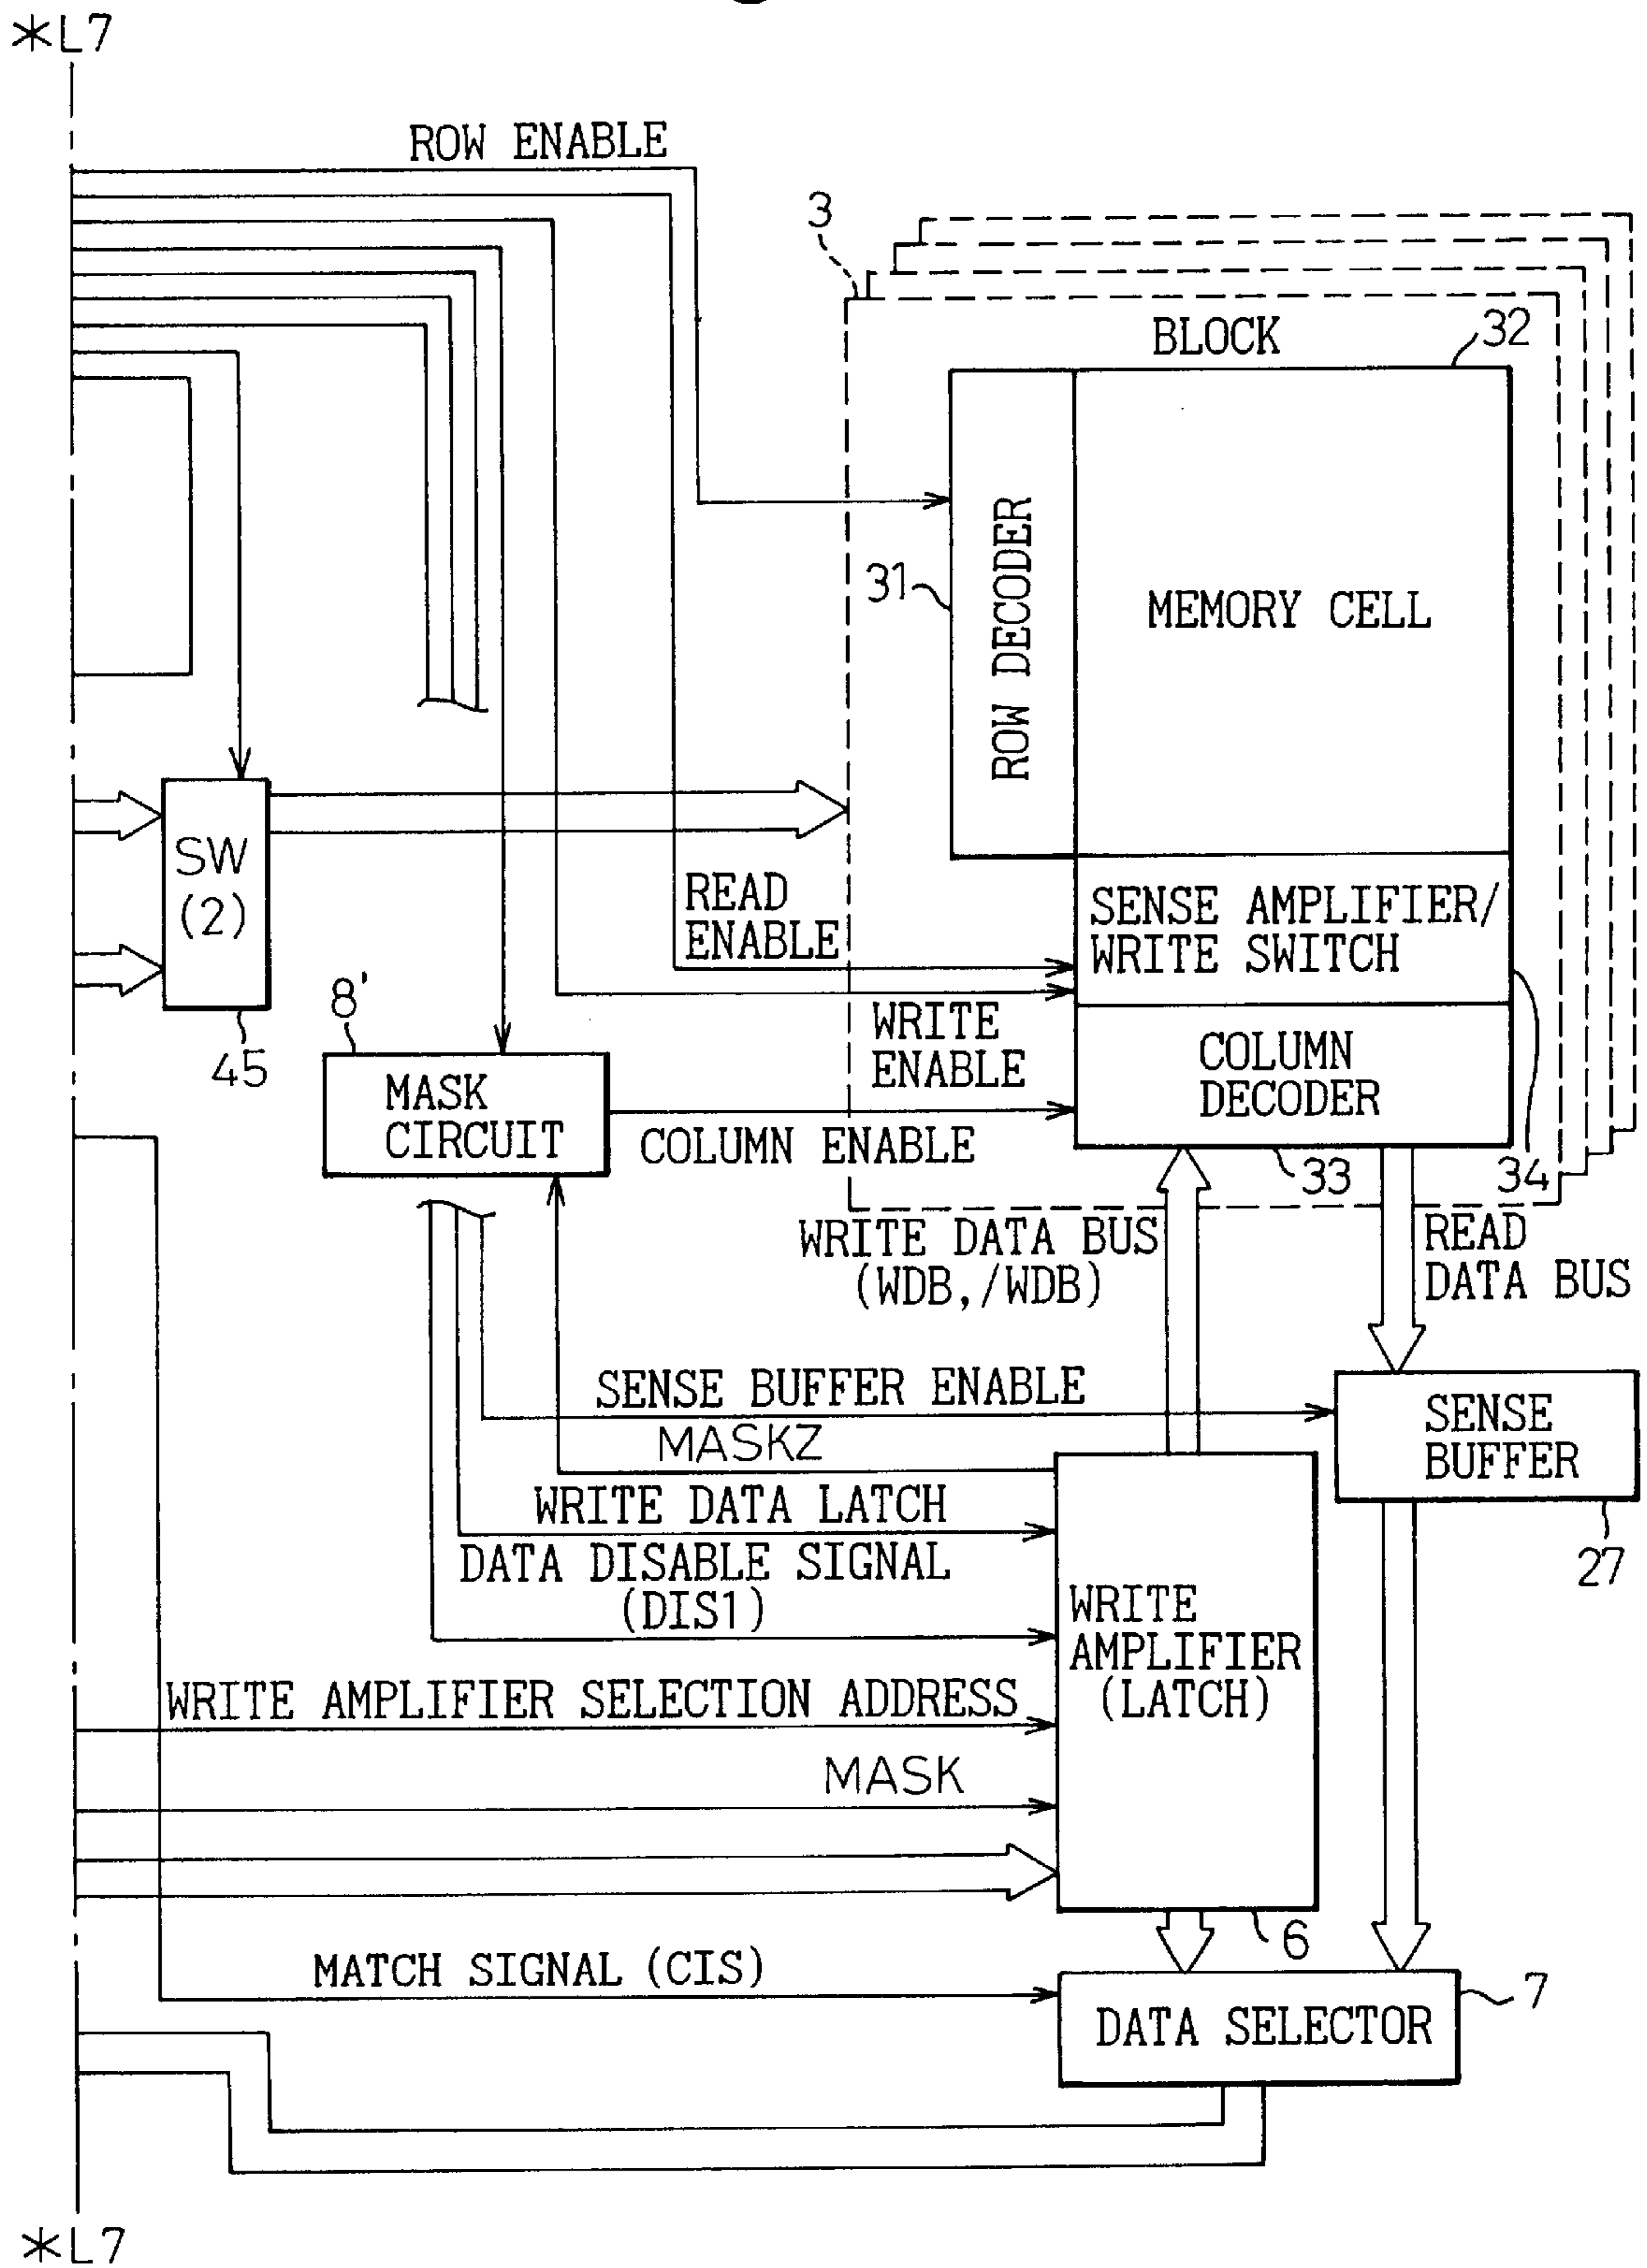 *L7
ROW ENABLE
3
BLOCK
32
ROW DECODER
31
MEMORY CELL
SW
(2)
45
READ
ENABLE
SENSE AMPLIFIER/
WRITE SWITCH
8'
WRITE
ENABLE
MASK
CIRCUIT
COLUMN
DECODER
COLUMN ENABLE
33
34
WRITE DATA BUS
(WDB,/WDB)
READ
DATA BUS
SENSE BUFFER ENABLE
SENSE
BUFFER
MASKZ
WRITE DATA LATCH
27
DATA DISABLE SIGNAL
(DIS1)
WRITE
AMPLIFIER
(LATCH)
WRITE AMPLIFIER SELECTION ADDRESS
MASK
6
MATCH SIGNAL (CIS)
7
DATA SELECTOR
*L7